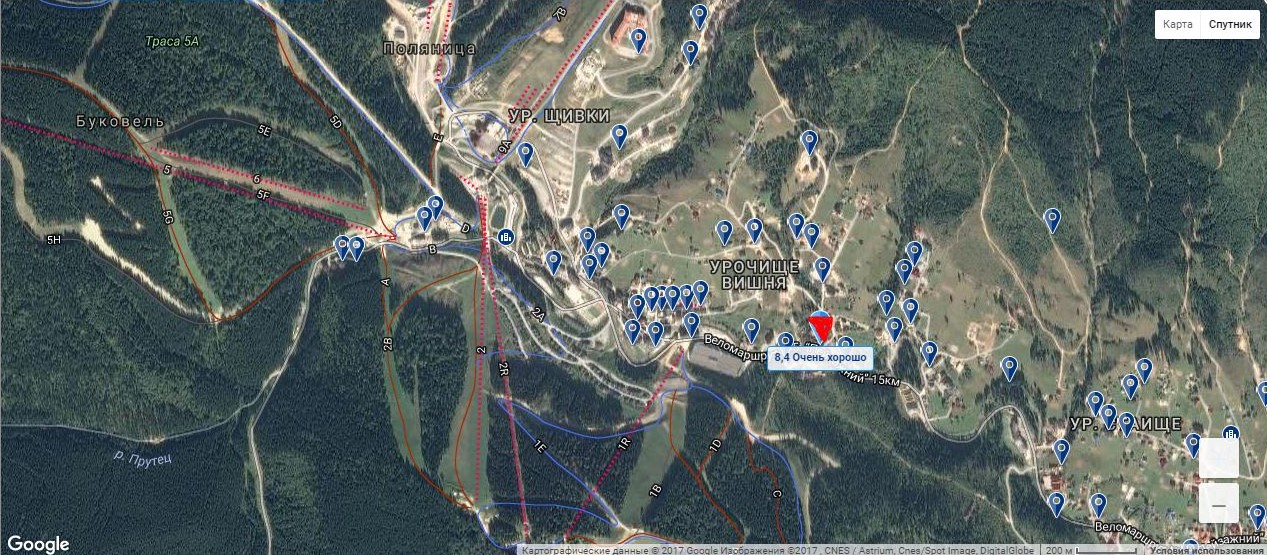 Карта
Спутник
Траса 5A
Поляница
7B
Буковель
5E
5D
E
9A
УР. ЩИВКИ
5
6
5F
5G
5H
D
B
A
2A
2B
2
2R
УРОЧИЩЕ
ВИШНЯ
8,4 Очень хорошо
15км
УР.
р. Прутец
1E
1R
1B
1D
C
Google
Картографические данные © 2017 Google Изображения ©2017 , CNES / Astrium, Cnes/Spot Image, DigitalGlobe
200 м
Условия использования